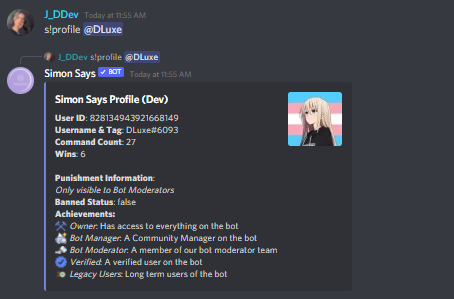 J_DDev Today at 11:55 AM
s!profile @DLuxe
J_DDev s!profile @DLuxe
Simon Says ✓ BOT Today at 11:55 AM
Simon Says Profile (Dev)
User ID: 828134943921668149
Username & Tag: DLuxe#6093
Command Count: 27
Wins: 6
Punishment Information:
Only visible to Bot Moderators
Banned Status: false
Achievements:
Owner: Has access to everything on the bot
Bot Manager: A Community Manager on the bot
Bot Moderator: A member of our bot moderator team
Verified: A verified user on the bot
Legacy Users: Long term users of the bot